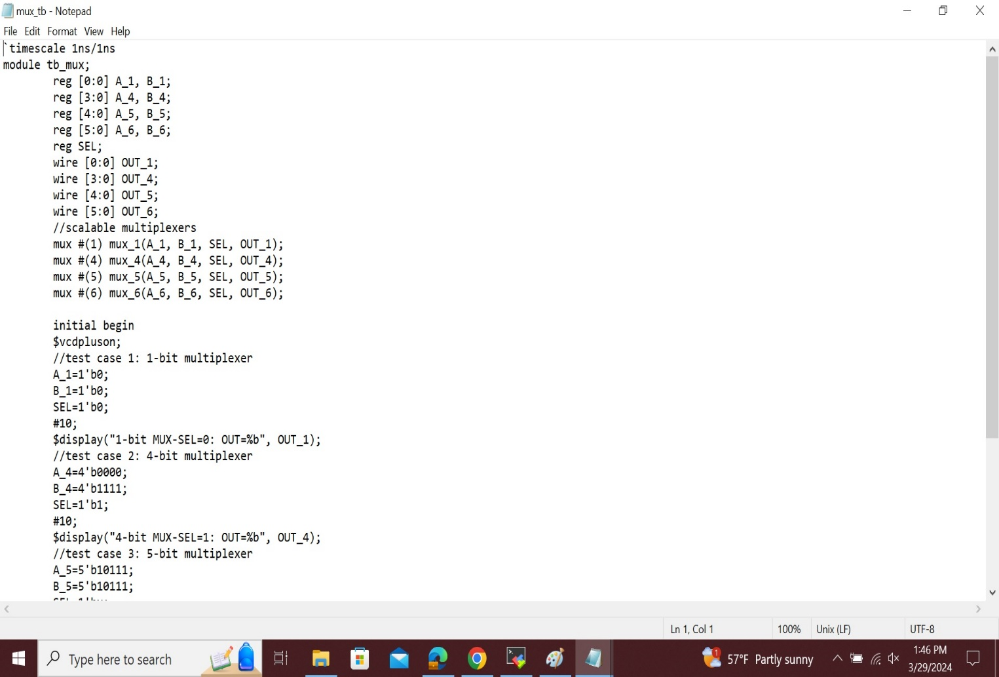 mux_tb - Notepad
File Edit Format View Help
`timescale 1ns/1ns
module tb_mux;
reg [0:0] A_1, B_1;
reg [3:0] A_4, B_4;
reg [4:0] A_5, B_5;
reg [5:0] A_6, B_6;
reg SEL;
wire [0:0] OUT_1;
wire [3:0] OUT_4;
wire [4:0] OUT_5;
wire [5:0] OUT_6;
//scalable multiplexers
mux #(1) mux_1(A_1, B_1, SEL, OUT_1);
mux #(4) mux_4(A_4, B_4, SEL, OUT_4);
mux #(5) mux_5(A_5, B_5, SEL, OUT_5);
mux #(6) mux_6(A_6, B_6, SEL, OUT_6);
initial begin
$vcdpluson;
//test case 1: 1-bit multiplexer
A_1=1'b0;
B_1=1'b0;
SEL=1'b0;
#10;
$display("1-bit MUX-SEL=0: OUT=%b", OUT_1);
//test case 2: 4-bit multiplexer
A_4=4'b0000;
B_4=4'b1111;
SEL=1'b1;
#10;
$display("4-bit MUX-SEL=1: OUT=%b", OUT_4);
//test case 3: 5-bit multiplexer
A_5=5'b10111;
B_5=5'b10111;
Ln 1, Col 1 100% Unix (LF) UTF-8
Type here to search
1
57°F Partly sunny
1:46 PM
3/29/2024